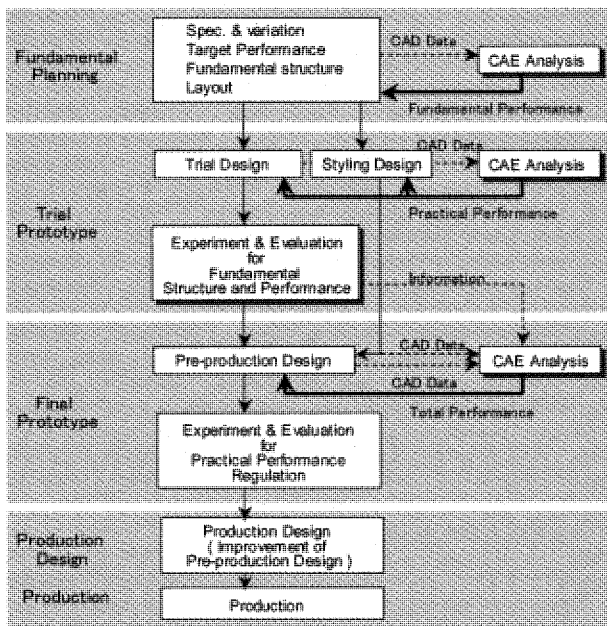 Fundamental
Planning
Spec. & variation
Target Performance
Fundamental structure
Layout
CAD Data
CAE Analysis
Fundamental Performance
Trial
Prototype
Trial Design
Styling Design
CAD Data
CAE Analysis
Practical Performance
Experiment & Evaluation
for
Fundamental
Structure and Performance
Information
Final
Prototype
Pre-production Design
CAD Data
CAE Analysis
CAD Data
Total Performance
Experiment & Evaluation
for
Practical Performance
Regulation
Production
Design
Production Design
( Improvement of
Pre-production Design )
Production
Production